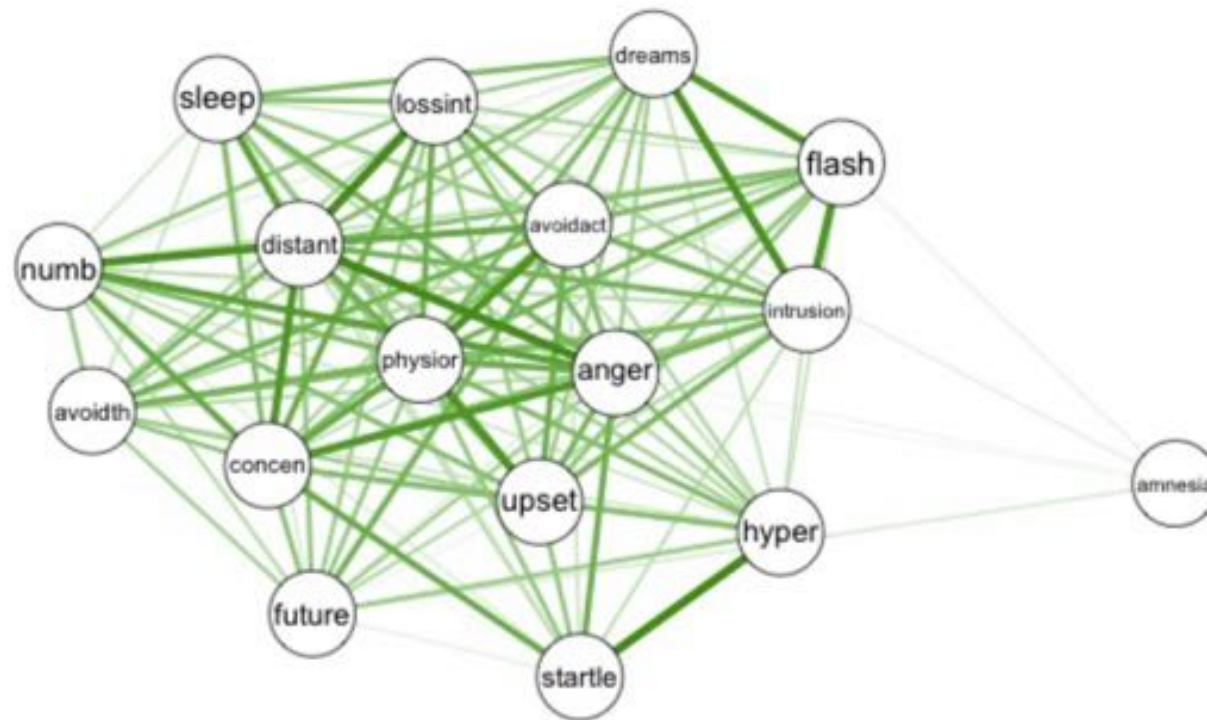 dreams
sleep
lossint
flash
avoidact
distant
numb
intrusion
physior
anger
avoidth
concen
amnesia
upset
hyper
future
startle